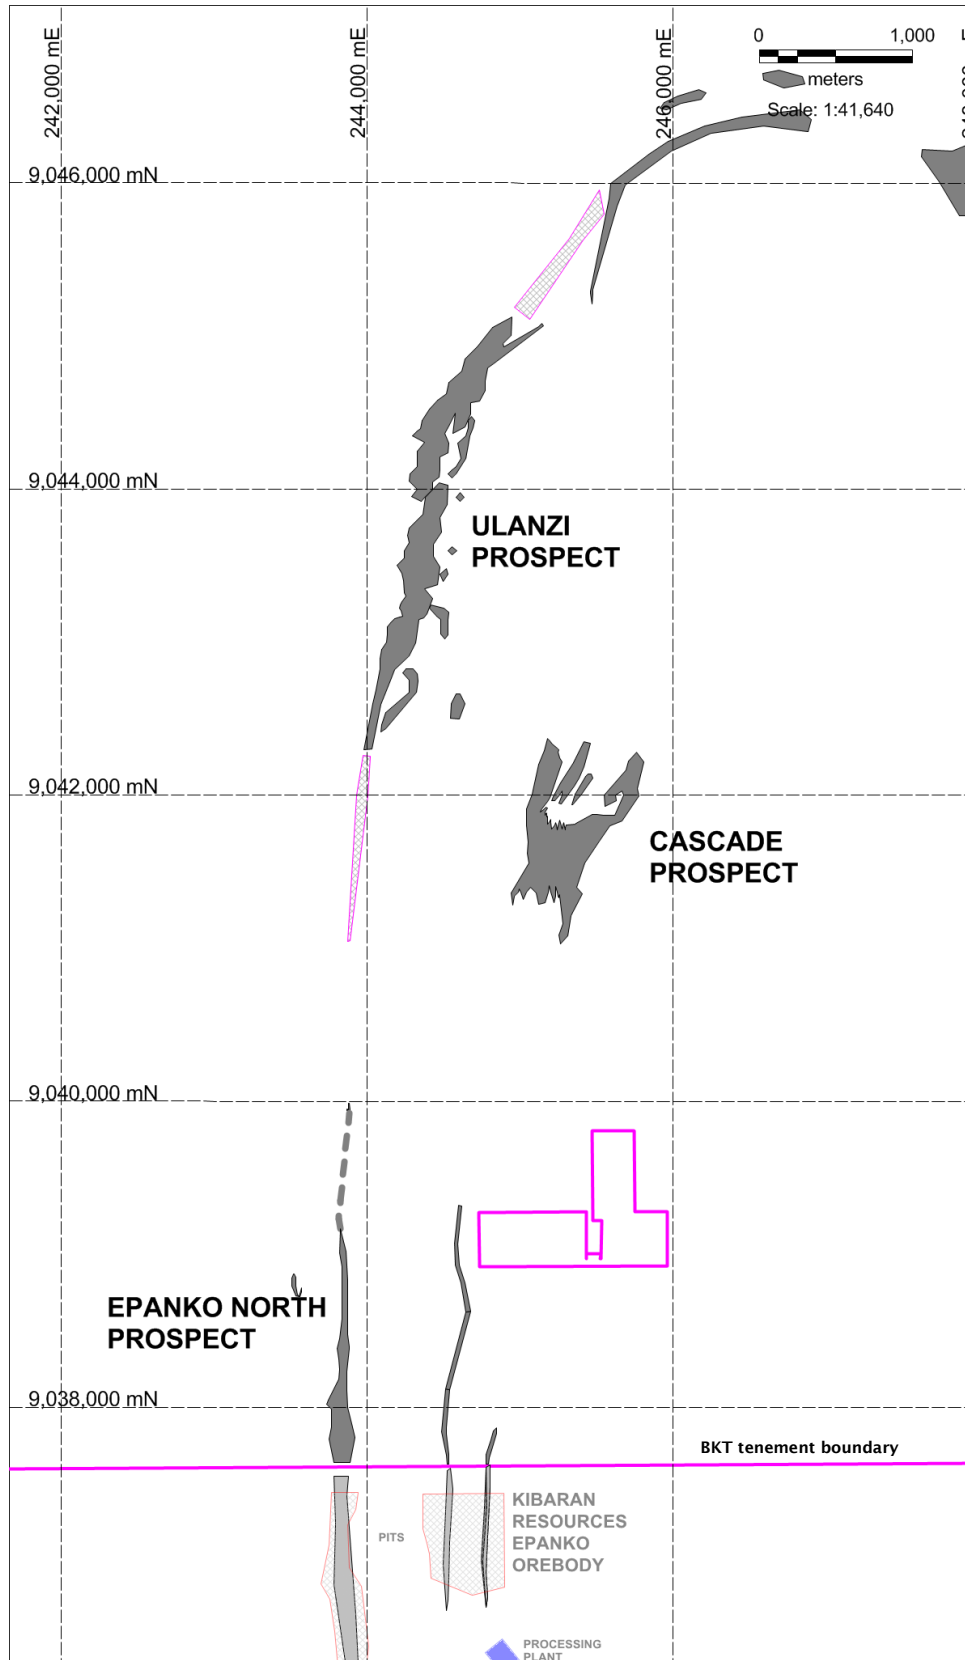 242,000 mE
244,000 mE
246,000 mE
0 1,000
meters
Scale: 1:41,640
9,046,000 mN
9,044,000 mN
ULANZI
PROSPECT
9,042,000 mN
CASCADE
PROSPECT
9,040,000 mN
EPANKO NORTH
PROSPECT
9,038,000 mN
BKT tenement boundary
KIBARAN
RESOURCES
EPANKO
OREBODY
PITS
PROCESSING
PLANT